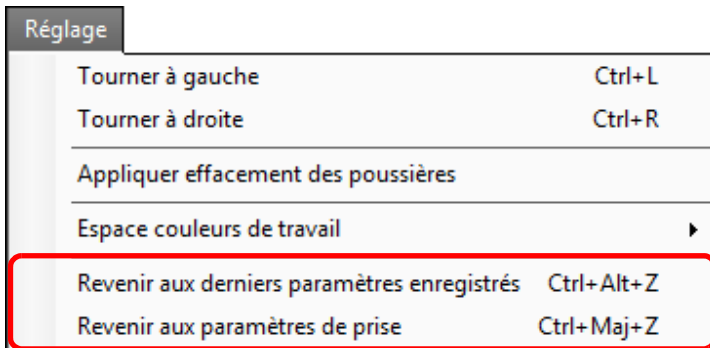 Réglage
Tourner à gauche Ctrl+L
Tourner à droite Ctrl+R
Appliquer effacement des poussières
Espace couleurs de travail
Revenir aux derniers paramètres enregistrés Ctrl+Alt+Z
Revenir aux paramètres de prise Ctrl+Maj+Z